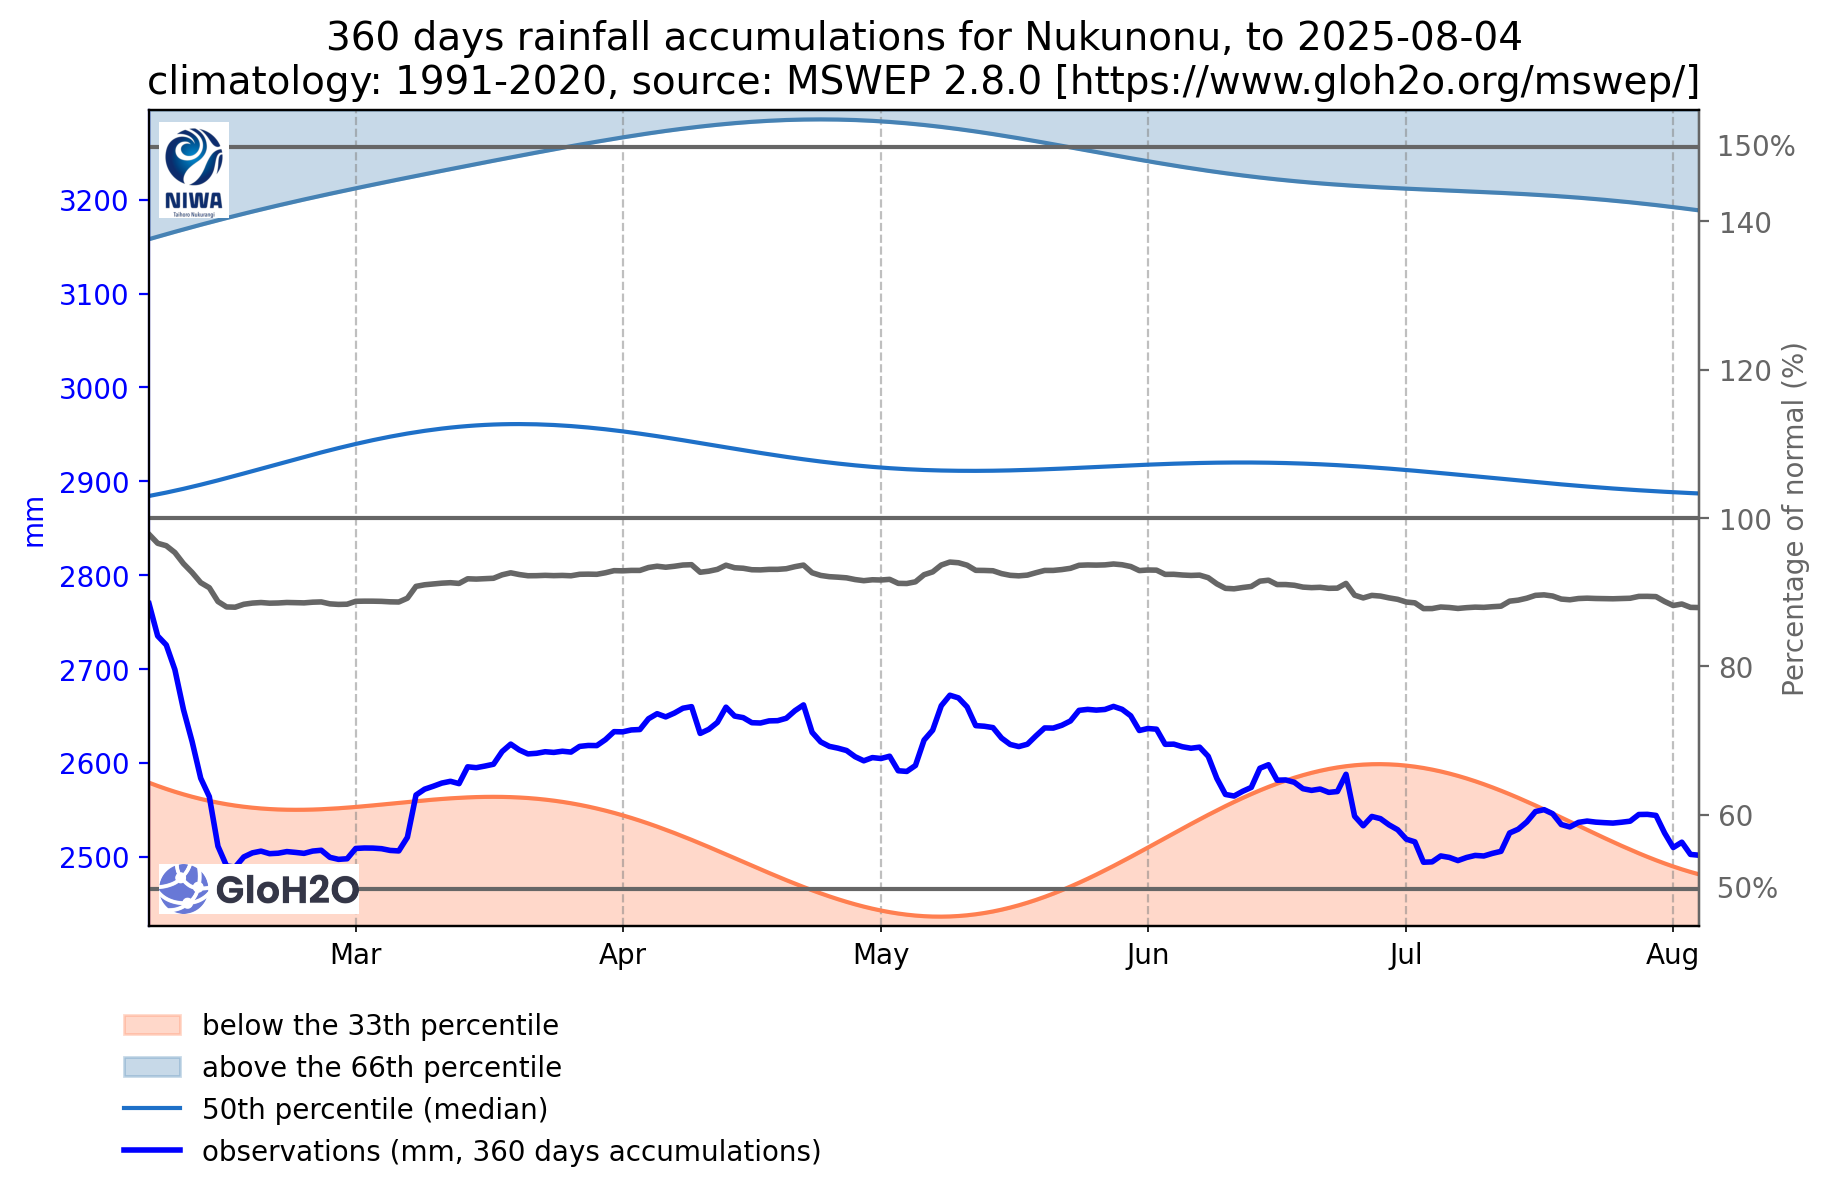 360 days rainfall accumulations for Nukunonu, to 2025-08-04
climatology: 1991-2020, source: MSWEP 2.8.0 [https://www.gloh2o.org/mswep/]
NIWA
Taihoro Nukurangi
3200
3100
3000
2900
2800
2700
2600
2500
mm
150%
140
120
100
80
60
50%
Percentage of normal (%)
GloH2O
Mar
Apr
May
Jun
Jul
Aug
below the 33th percentile
above the 66th percentile
50th percentile (median)
observations (mm, 360 days accumulations)